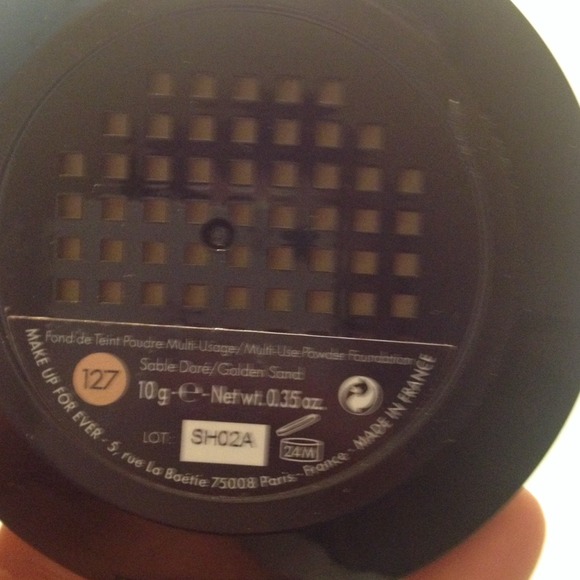 Fond de Teint Poudre Multi-Usage/Multi-Use Powder Foundation
Sable Doré/Golden Sand
127
10 g - e - Net wt. 0.35 oz.
LOT: SH02A
24M
MAKE UP FOR EVER - 5, rue La Boétie 75008 Paris - France - MADE IN FRANCE